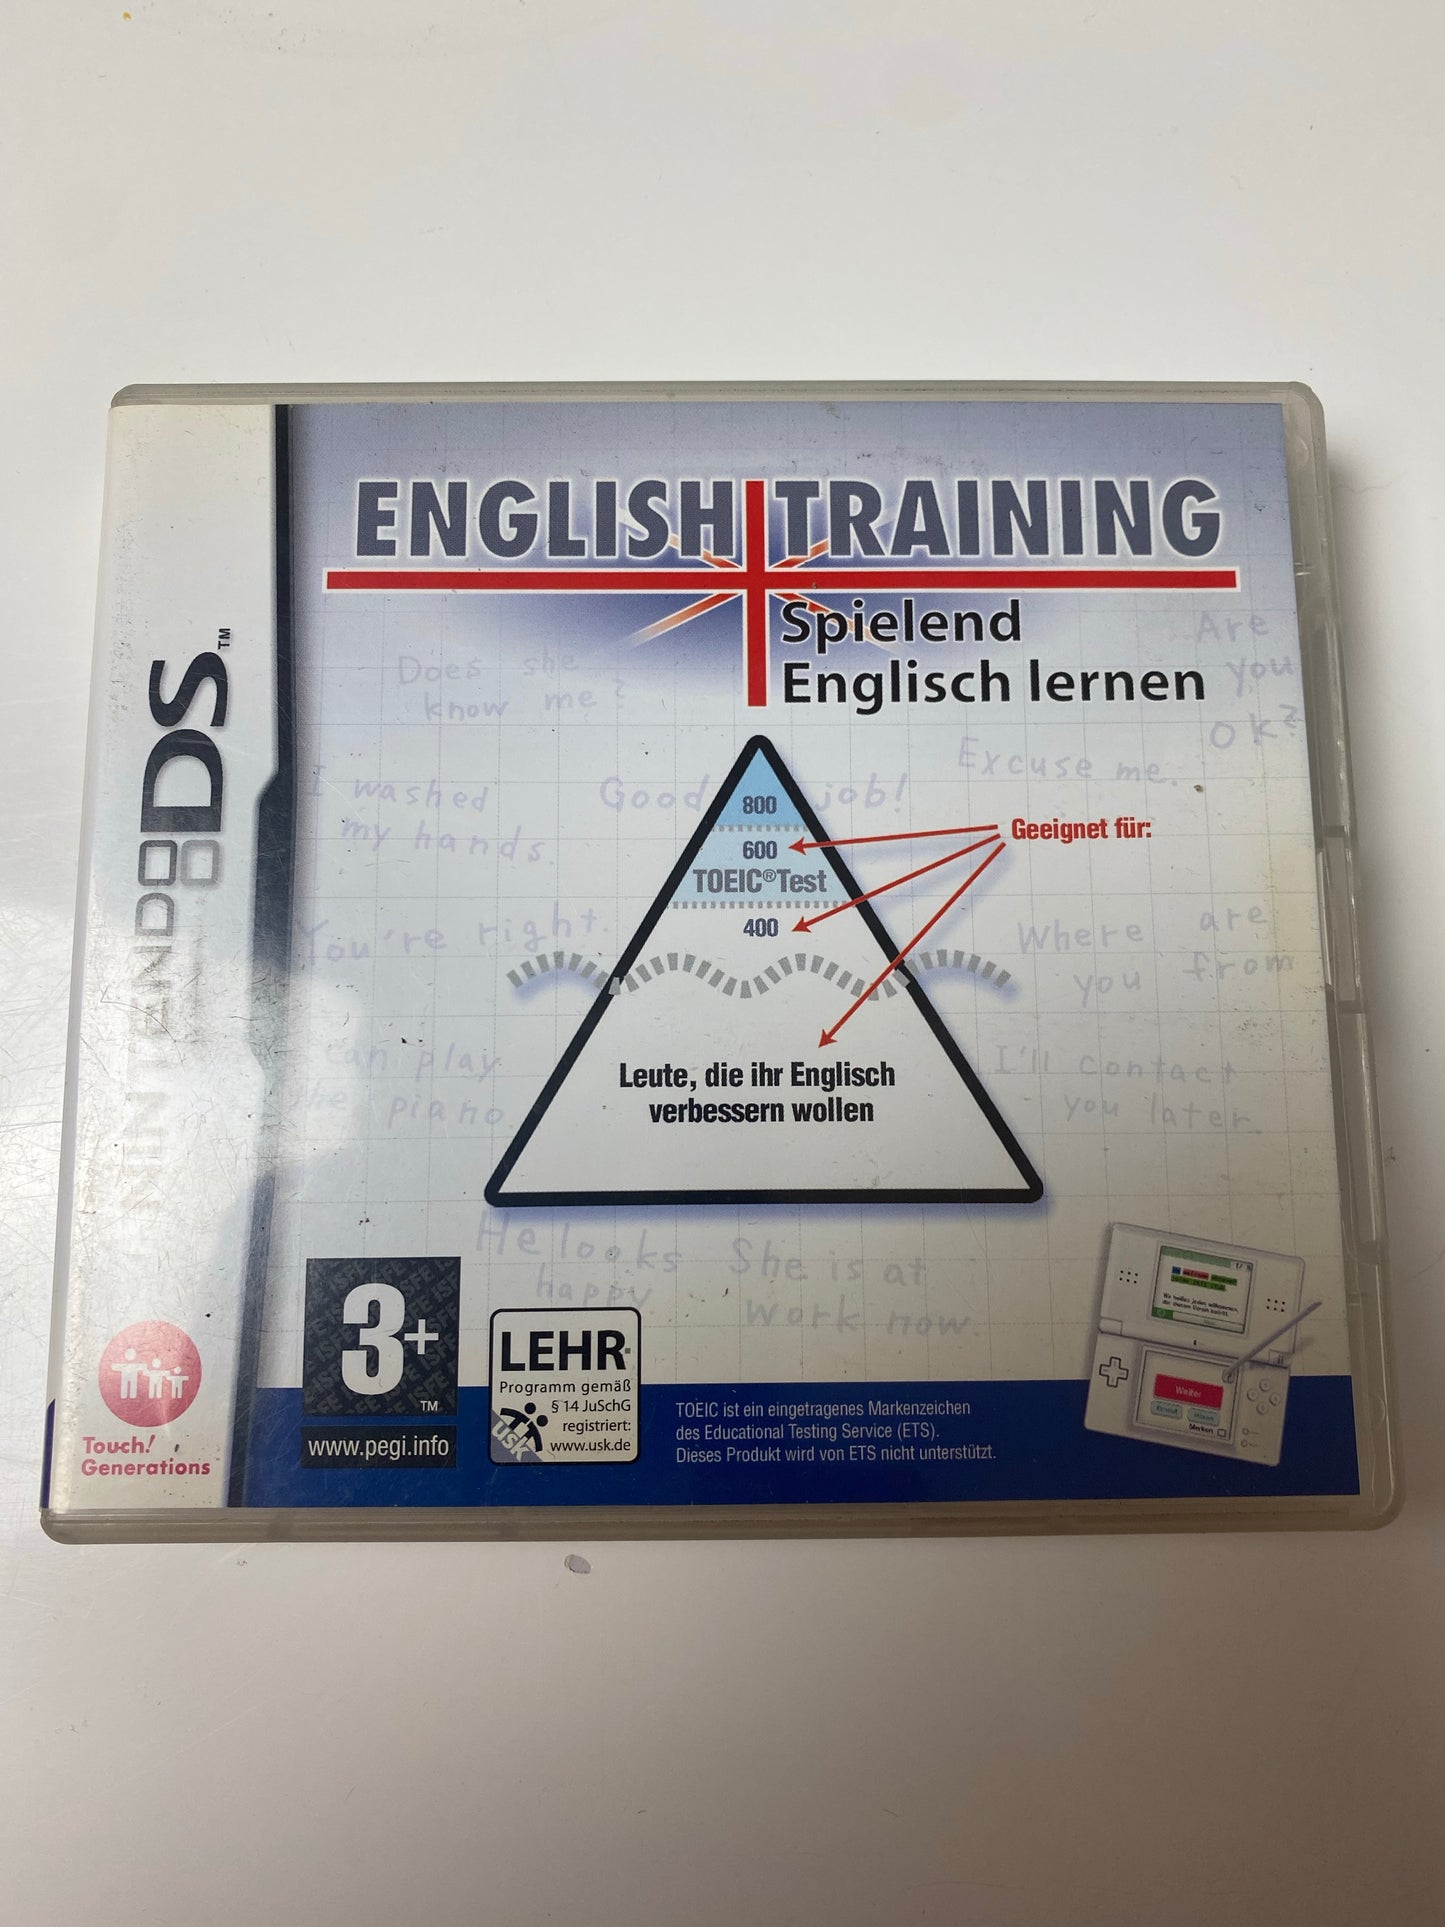 ENGLISH TRAINING
Spielend
Englisch lernen
NINTENDO DS™
Does she
know me?
Are
you
ok?
I washed
my hands.
Good job!
Excuse me.
800
600
TOEIC®Test
400
Geeignet für:
You're right.
Where are
you from
can play
the piano.
I'll contact
you later.
Leute, die ihr Englisch
verbessern wollen
He looks
happy
She is at
work now.
3+
™
www.pegi.info
LEHR-
Programm gemäß
§ 14 JuSchG
registriert:
www.usk.de
USK
TOEIC ist ein eingetragenes Markenzeichen
des Educational Testing Service (ETS).
Dieses Produkt wird von ETS nicht unterstützt.
Touch!
Generations
Weiter
Merken